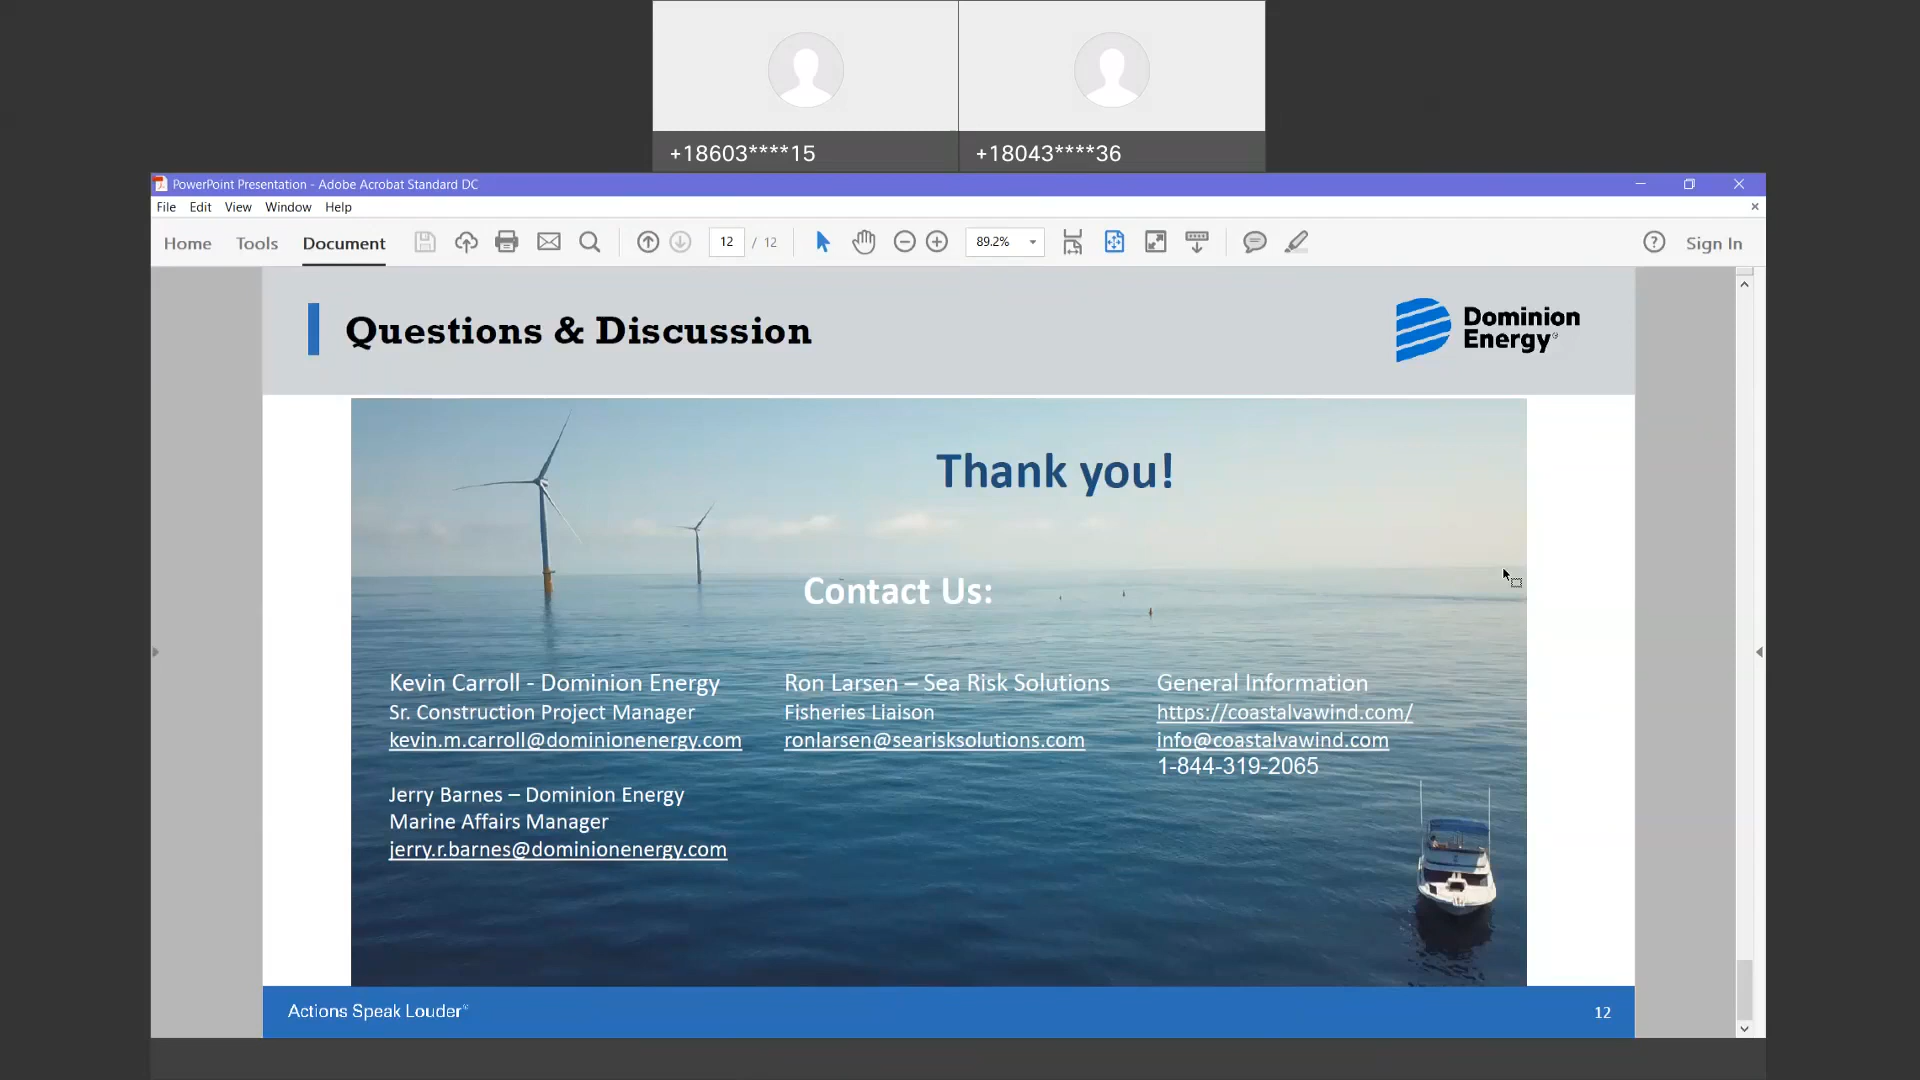 +18603****15
+18043****36
PowerPoint Presentation - Adobe Acrobat Standard DC
File Edit View Window Help
Home Tools Document 12 / 12 89.2% Sign In
Questions & Discussion
Dominion
Energy®
Thank you!
Contact Us:
Kevin Carroll - Dominion Energy
Sr. Construction Project Manager
kevin.m.carroll@dominionenergy.com
Jerry Barnes – Dominion Energy
Marine Affairs Manager
jerry.r.barnes@dominionenergy.com
Ron Larsen – Sea Risk Solutions
Fisheries Liaison
ronlarsen@searisksolutions.com
General Information
https://coastalvawind.com/
info@coastalvawind.com
1-844-319-2065
Actions Speak Louder®
12